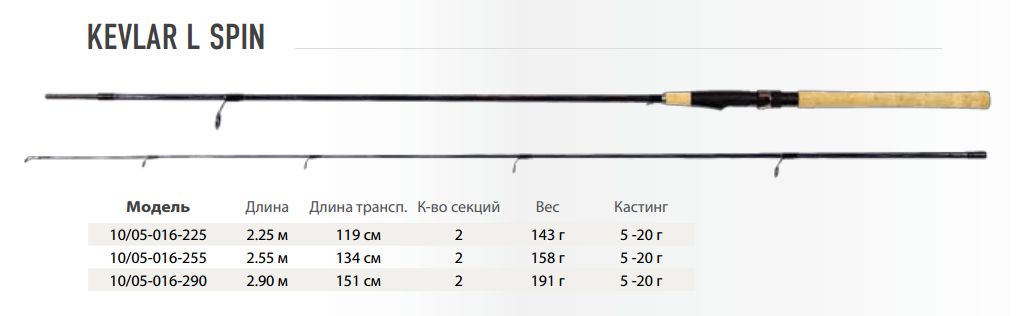 KEVLAR L SPIN
Модель Длина Длина трансп. К-во секций Вес Кастинг
10/05-016-225 2.25 м 119 см 2 143 г 5 -20 г
10/05-016-255 2.55 м 134 см 2 158 г 5 -20 г
10/05-016-290 2.90 м 151 см 2 191 г 5 -20 г